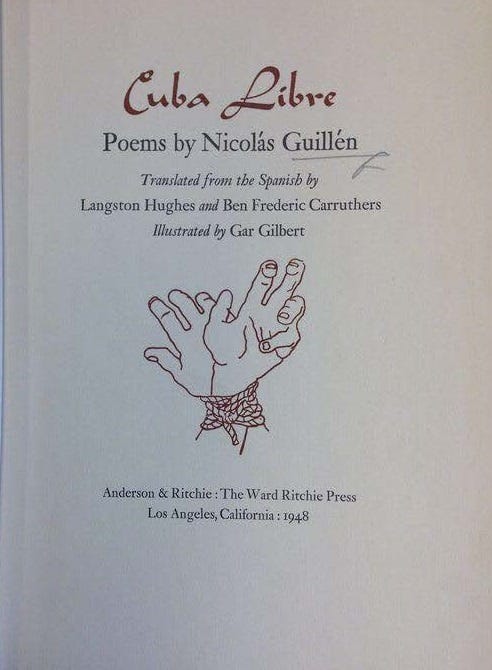 Cuba Libre
Poems by Nicolás Guillén
Translated from the Spanish by
Langston Hughes and Ben Frederic Carruthers
Illustrated by Gar Gilbert
Anderson & Ritchie : The Ward Ritchie Press
Los Angeles, California : 1948